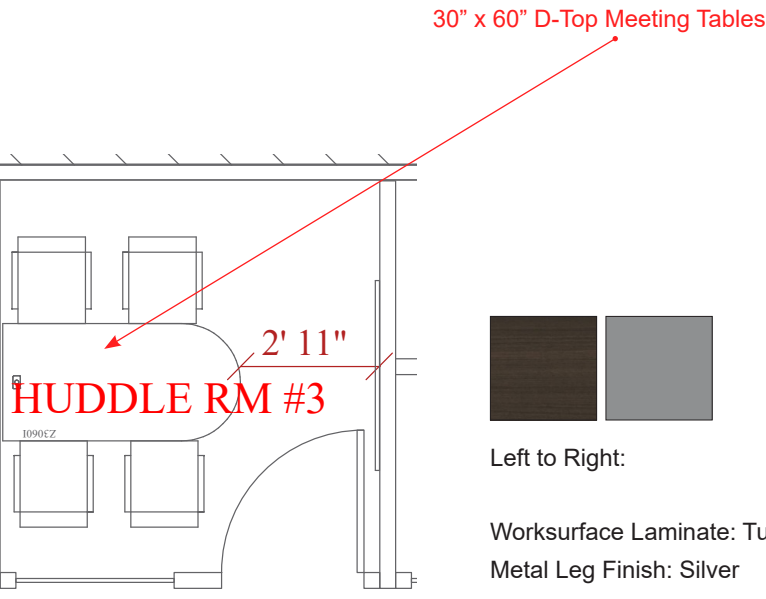 30” x 60” D-Top Meeting Tables
2' 11"
HUDDLE RM #3
Z3060I
Left to Right:
Worksurface Laminate:
Metal Leg Finish: Silver